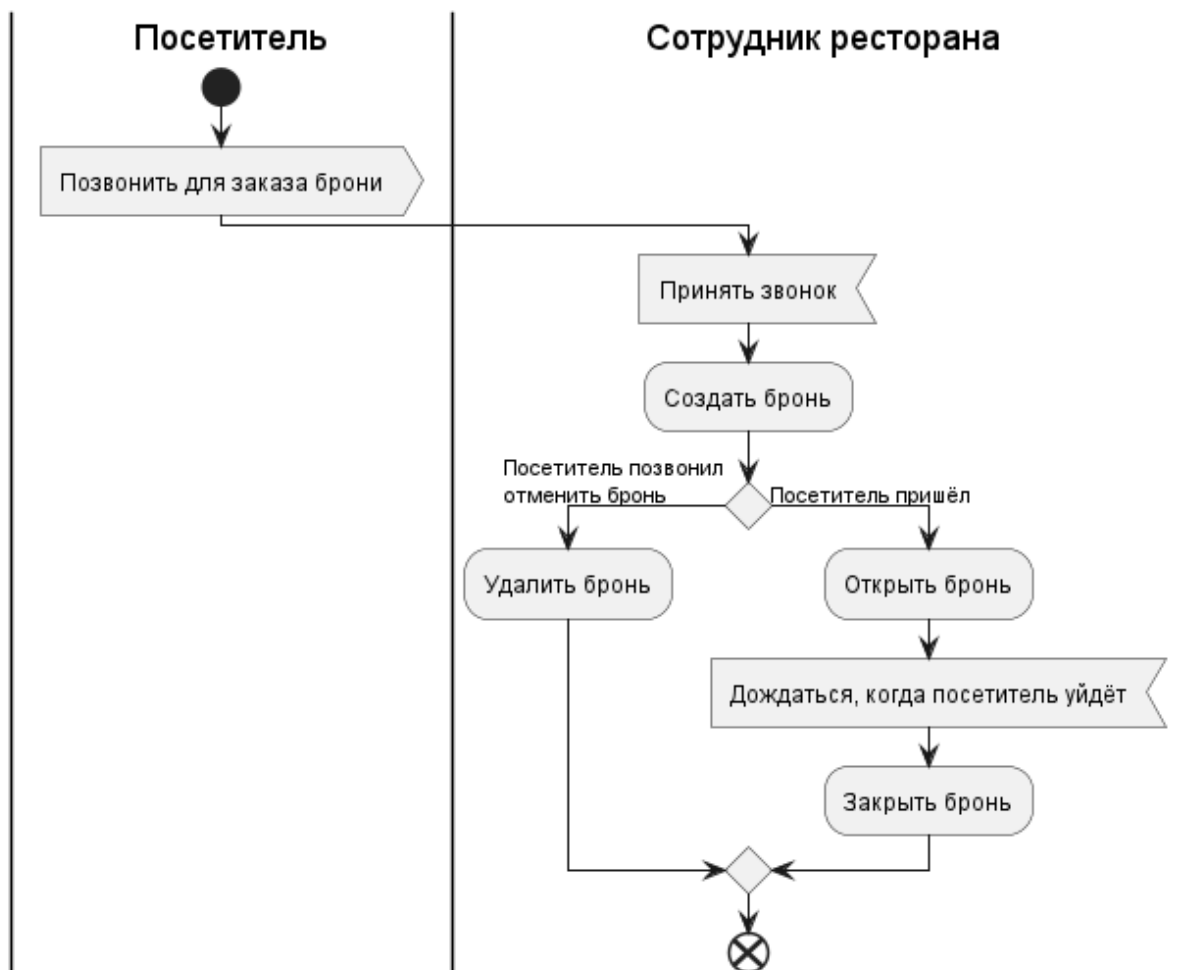 Посетитель
Сотрудник ресторана
Позвонить для заказа брони
Принять звонок
Создать бронь
Посетитель позвонил
отменить бронь
Посетитель пришёл
Удалить бронь
Открыть бронь
Дождаться, когда посетитель уйдёт
Закрыть бронь